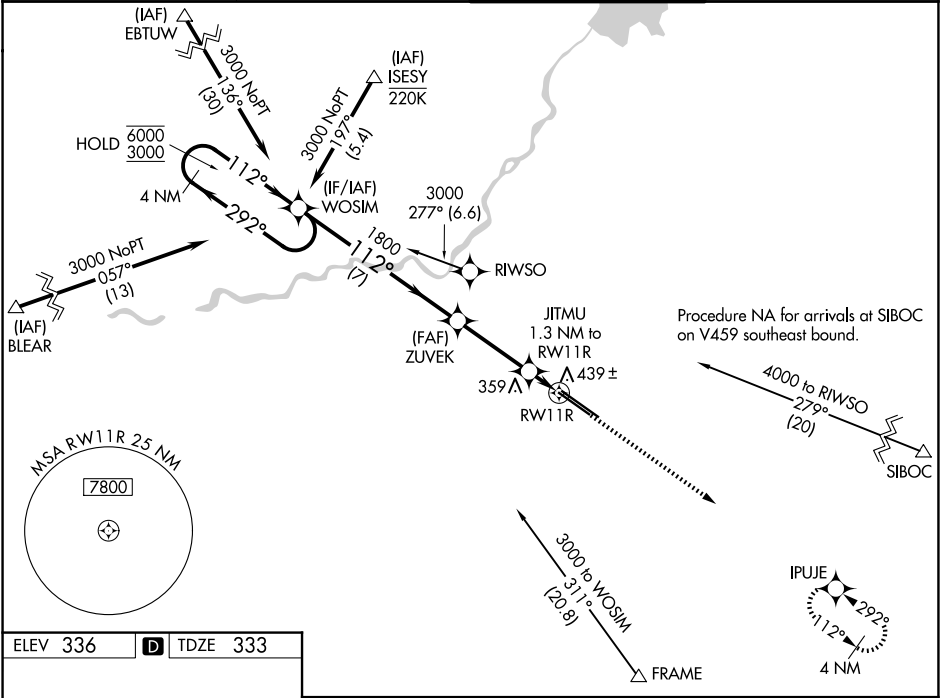 (IAF)
EBTUW
3000 NoPT
136°
(30)
(IAF)
ISESY
220K
3000 NoPT
197°
(5.4)
HOLD 6000
3000
4 NM
112°
292°
(IF/IAF)
WOSIM
3000
277° (6.6)
1800
112°
(7)
RIWSO
3000 NoPT
057°
(13)
(IAF)
BLEAR
(FAF)
ZUVEK
JITMU
1.3 NM to
RW11R
359
439 ±
RW11R
Procedure NA for arrivals at SIBOC
on V459 southeast bound.
4000 to RIWSO
279°
(20)
SIBOC
MSA RW11R 25 NM
7800
3000 to WOSIM
311°
(20.8)
FRAME
IPUJE
292°
112°
4 NM
ELEV 336 D TDZE 333